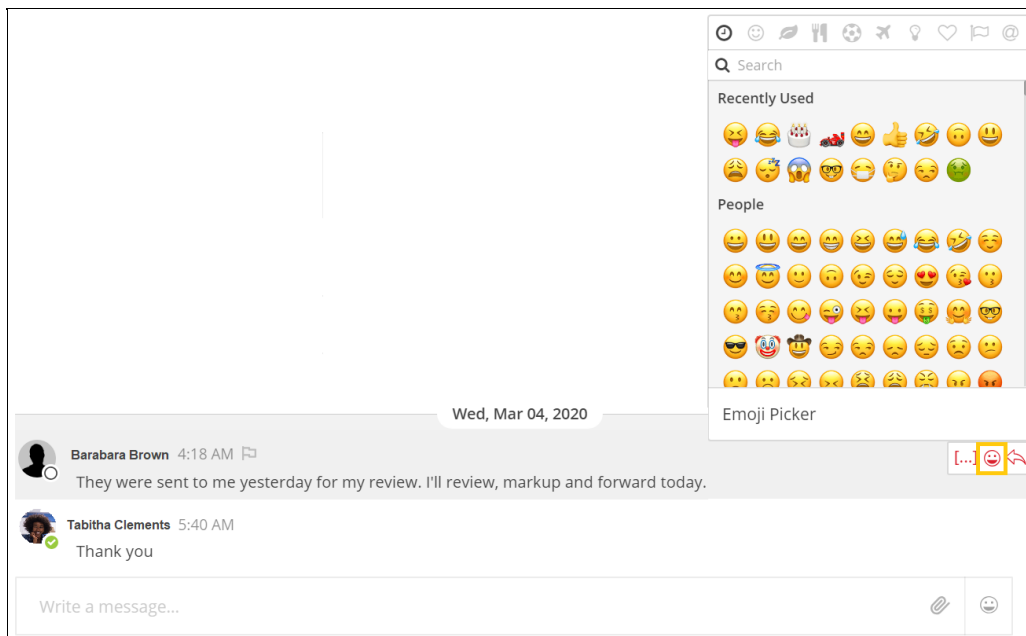 Search
Recently Used
People
Emoji Picker
Wed, Mar 04, 2020
Barabara Brown 4:18 AM
[...]
They were sent to me yesterday for my review. I'll review, markup and forward today.
Tabitha Clements 5:40 AM
Thank you
Write a message...